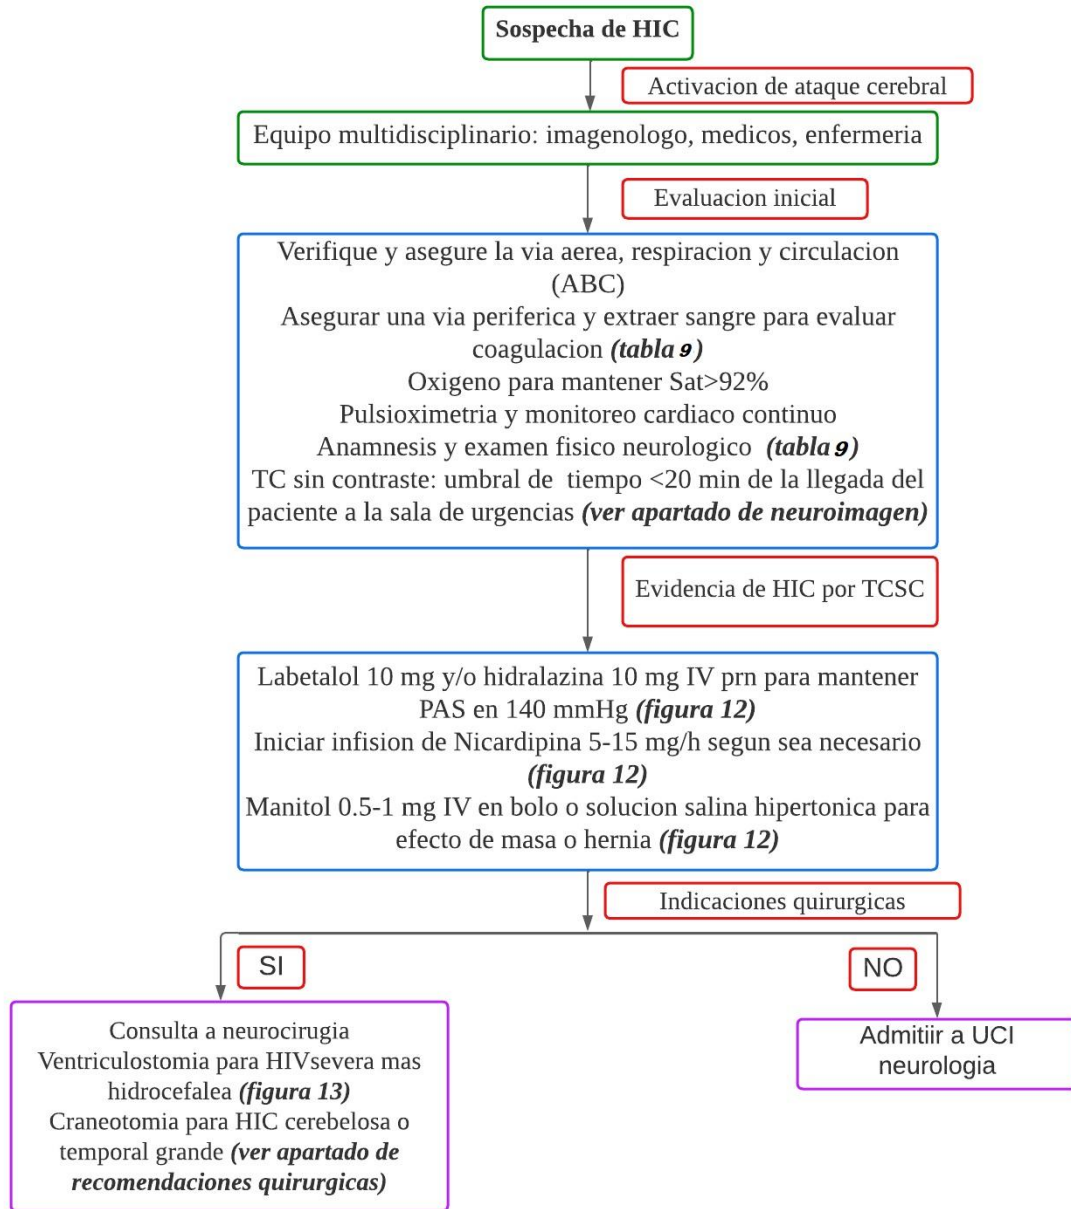 Sospecha de HIC
Activacion de ataque cerebral
Equipo multidisciplinario: imagenologo, medicos, enfermeria
Evaluacion inicial
Verifique y asegure la via aerea, respiracion y circulacion
(ABC)
Asegurar una via periferica y extraer sangre para evaluar
coagulacion (tabla 9)
Oxigeno para mantener Sat>92%
Pulsioximetria y monitoreo cardiaco continuo
Anamnesis y examen fisico neurologico (tabla 9)
TC sin contraste: umbral de tiempo <20 min de la llegada del
paciente a la sala de urgencias (ver apartado de neuroimagen)
Evidencia de HIC por TCSC
Labetalol 10 mg y/o hidralazina 10 mg IV prn para mantener
PAS en 140 mmHg (figura 12)
Iniciar infision de Nicardipina 5-15 mg/h segun sea necesario
(figura 12)
Manitol 0.5-1 mg IV en bolo o solucion salina hipertonica para
efecto de masa o hernia (figura 12)
Indicaciones quirurgicas
SI
NO
Consulta a neurocirugia
Ventriculostomia para HIVsevera mas
hidrocefalea (figura 13)
Craneotomia para HIC cerebelosa o
temporal grande (ver apartado de
recomendaciones quirurgicas)
Admitiir a UCI
neurologia